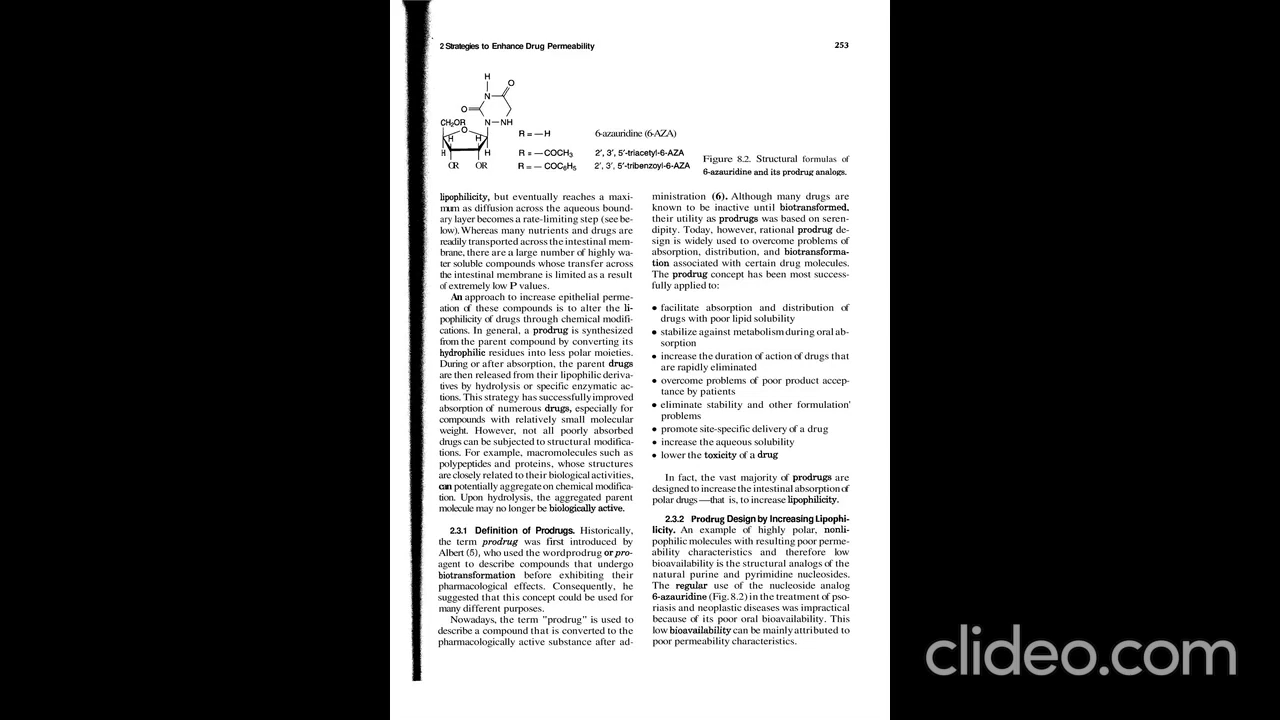 2 Strategies to Enhance Drug Permeability
253
H
O
N
O
CH₂OR
N—NH
O
H
H
H
H
OR
OR
R = —H 6-azauridine (6-AZA)
R = —COCH₃ 2′, 3′, 5′-triacetyl-6-AZA
R = — COC₆H₅ 2′, 3′, 5′-tribenzoyl-6-AZA
Figure 8.2. Structural formulas of
6-azauridine and its prodrug analogs.
lipophilicity, but eventually reaches a maxi-
mum as diffusion across the aqueous bound-
ary layer becomes a rate-limiting step (see be-
low). Whereas many nutrients and drugs are
readily transported across the intestinal mem-
brane, there are a large number of highly wa-
ter soluble compounds whose transfer across
the intestinal membrane is limited as a result
of extremely low P values.
An approach to increase epithelial perme-
ation of these compounds is to alter the li-
pophilicity of drugs through chemical modifi-
cations. In general, a prodrug is synthesized
from the parent compound by converting its
hydrophilic residues into less polar moieties.
During or after absorption, the parent drugs
are then released from their lipophilic deriva-
tives by hydrolysis or specific enzymatic ac-
tions. This strategy has successfully improved
absorption of numerous drugs, especially for
compounds with relatively small molecular
weight. However, not all poorly absorbed
drugs can be subjected to structural modifica-
tions. For example, macromolecules such as
polypeptides and proteins, whose structures
are closely related to their biological activities,
can potentially aggregate on chemical modifica-
tion. Upon hydrolysis, the aggregated parent
molecule may no longer be biologically active.
2.3.1 Definition of Prodrugs. Historically,
the term prodrug was first introduced by
Albert (5), who used the wordprodrug or pro-
agent to describe compounds that undergo
biotransformation before exhibiting their
pharmacological effects. Consequently, he
suggested that this concept could be used for
many different purposes.
Nowadays, the term "prodrug" is used to
describe a compound that is converted to the
pharmacologically active substance after ad-
ministration (6). Although many drugs are
known to be inactive until biotransformed,
their utility as prodrugs was based on seren-
dipity. Today, however, rational prodrug de-
sign is widely used to overcome problems of
absorption, distribution, and biotransforma-
tion associated with certain drug molecules.
The prodrug concept has been most success-
fully applied to:
• facilitate absorption and distribution of
drugs with poor lipid solubility
• stabilize against metabolism during oral ab-
sorption
• increase the duration of action of drugs that
are rapidly eliminated
• overcome problems of poor product accep-
tance by patients
• eliminate stability and other formulation'
problems
• promote site-specific delivery of a drug
• increase the aqueous solubility
• lower the toxicity of a drug
In fact, the vast majority of prodrugs are
designed to increase the intestinal absorption of
polar drugs—that is, to increase lipophilicity.
2.3.2 Prodrug Design by Increasing Lipophi-
licity. An example of highly polar, nonli-
pophilic molecules with resulting poor perme-
ability characteristics and therefore low
bioavailability is the structural analogs of the
natural purine and pyrimidine nucleosides.
The regular use of the nucleoside analog
6-azauridine (Fig. 8.2) in the treatment of pso-
riasis and neoplastic diseases was impractical
because of its poor oral bioavailability. This
low bioavailability can be mainly attributed to
poor permeability characteristics.
clideo.com